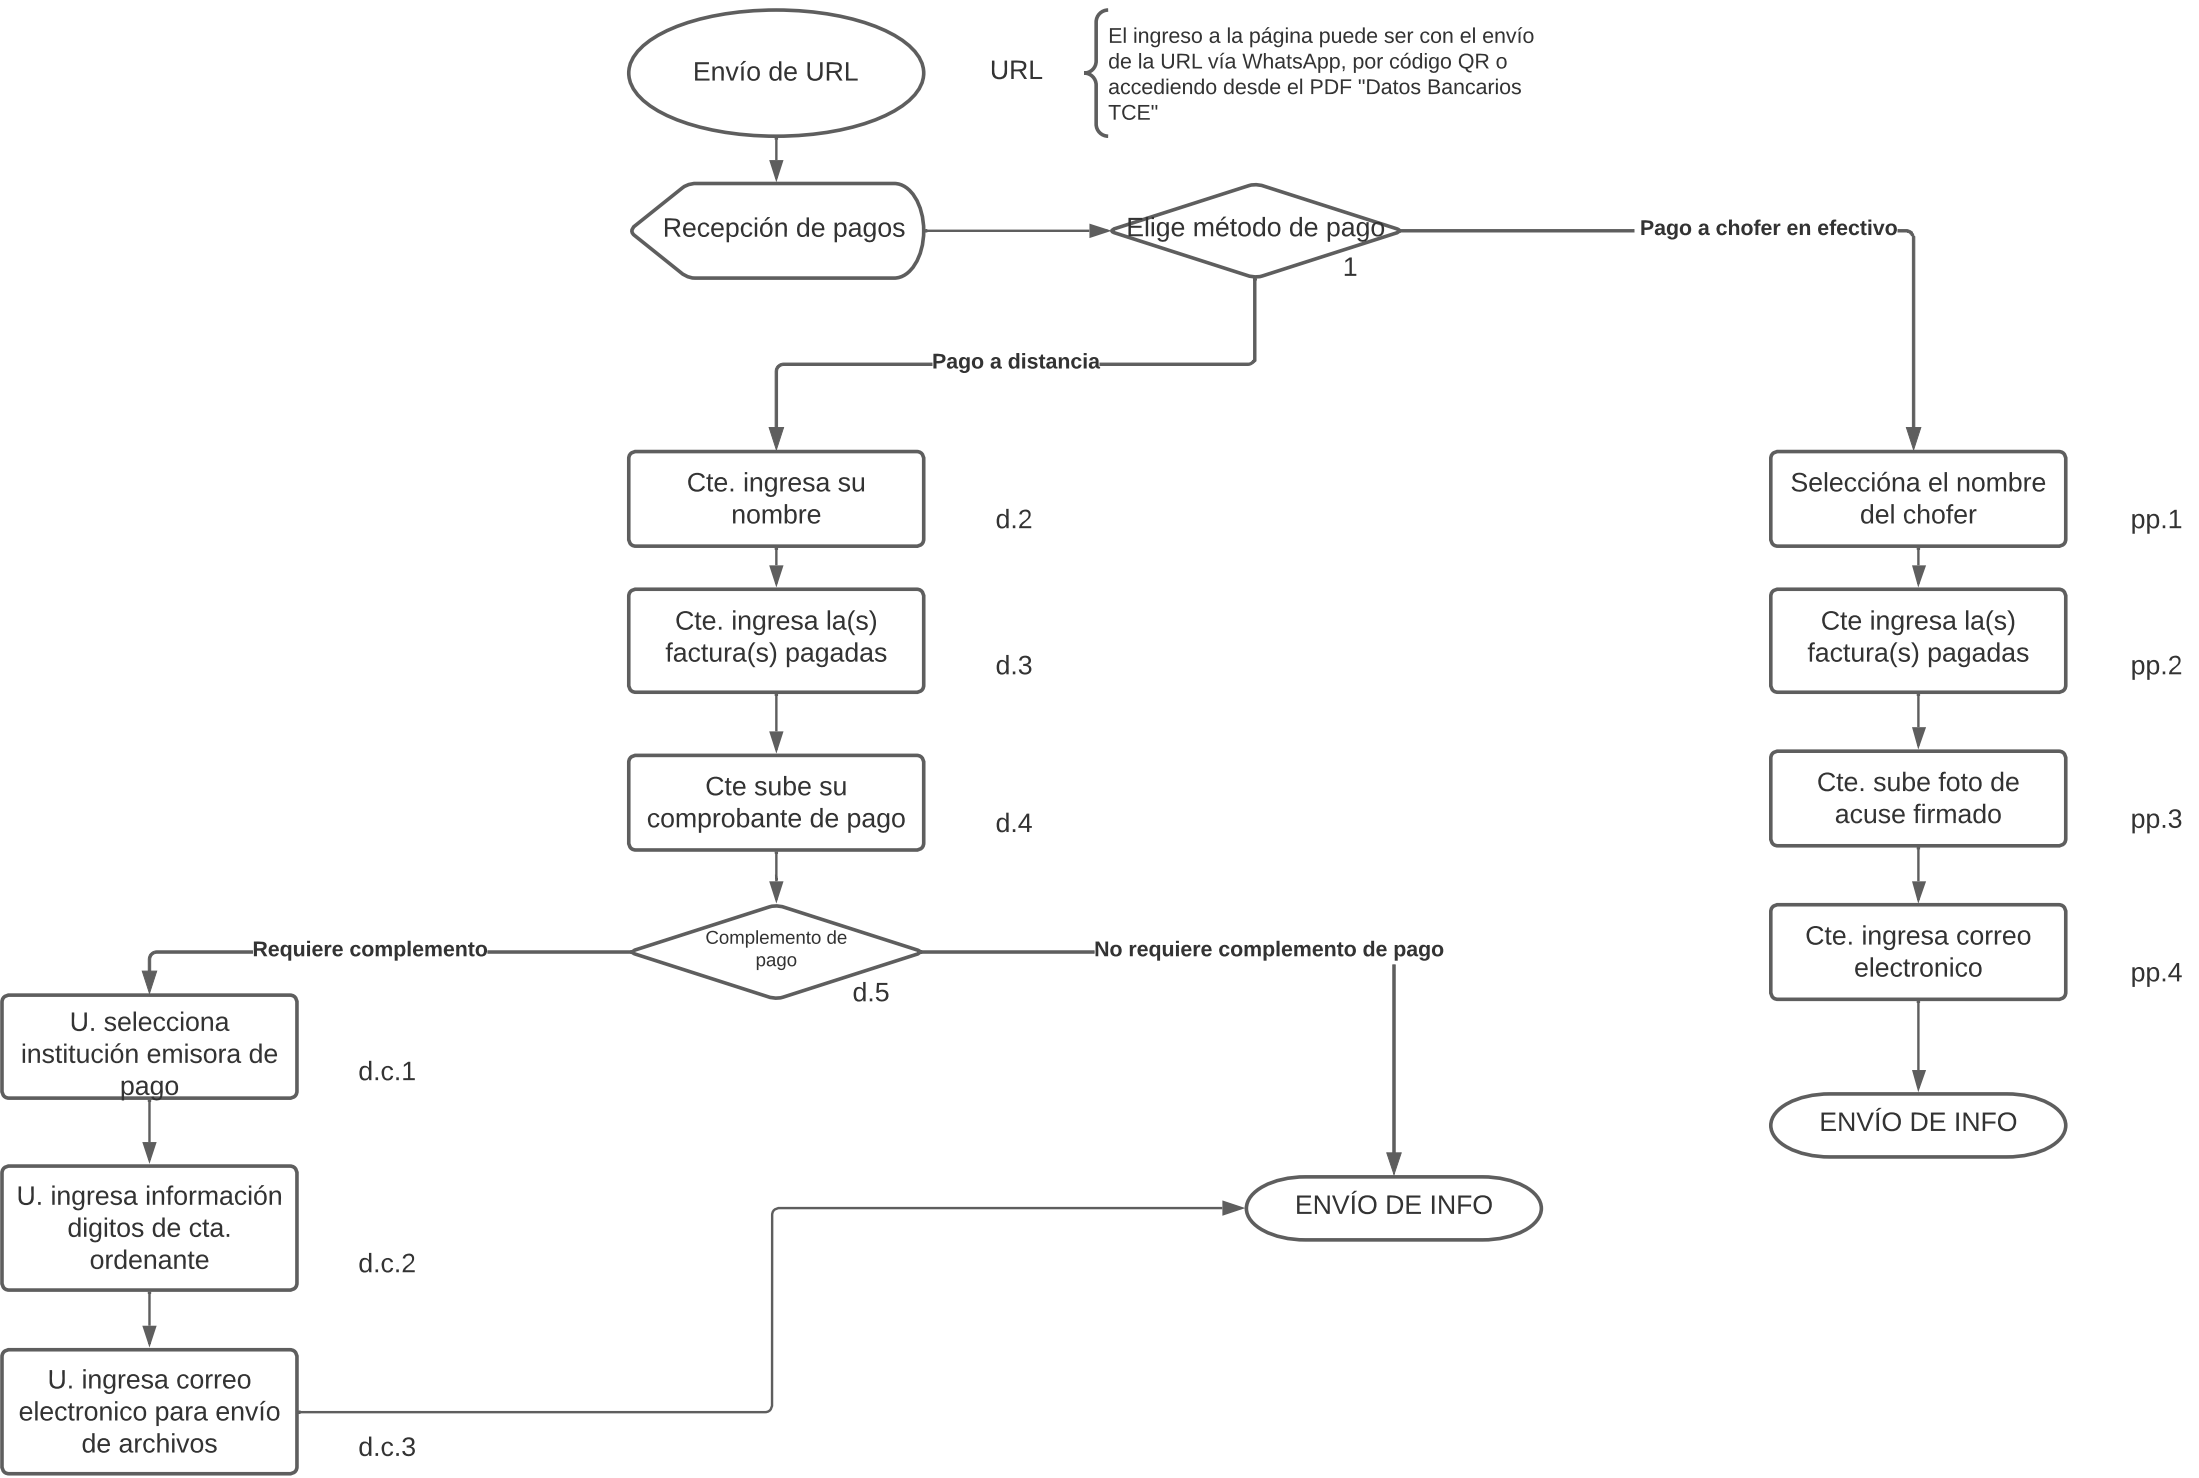 Envío de URL
URL
El ingreso a la página puede ser con el envío
de la URL vía WhatsApp, por código QR o
accediendo desde el PDF "Datos Bancarios
TCE"
Recepción de pagos
Elige método de pago
1
Pago a chofer en efectivo
Pago a distancia
Cte. ingresa su
nombre
d.2
Cte. ingresa la(s)
factura(s) pagadas
d.3
Cte sube su
comprobante de pago
d.4
Complemento de
pago
d.5
Requiere complemento
No requiere complemento de pago
U. selecciona
institución emisora de
pago
d.c.1
U. ingresa información
digitos de cta.
ordenante
d.c.2
U. ingresa correo
electronico para envío
de archivos
d.c.3
ENVÍO DE INFO
Seleccióna el nombre
del chofer
pp.1
Cte ingresa la(s)
factura(s) pagadas
pp.2
Cte. sube foto de
acuse firmado
pp.3
Cte. ingresa correo
electronico
pp.4
ENVÍO DE INFO